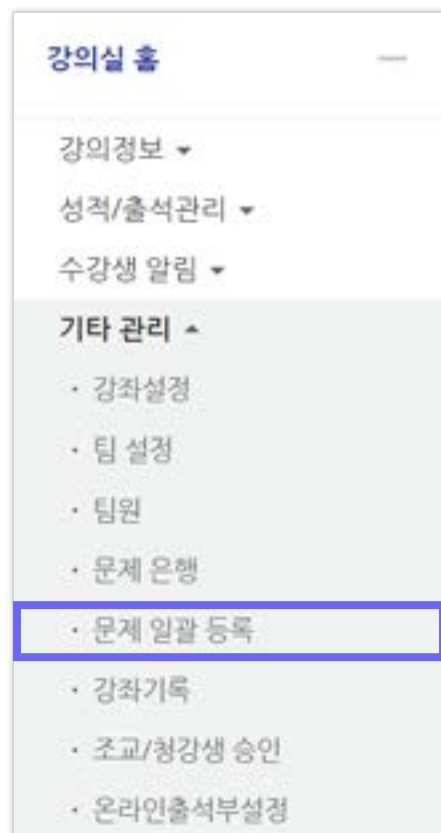 강의실 홈
강의정보
성적/출석관리
수강생 알림
기타 관리
· 강좌설정
· 팀 설정
· 팀원
· 문제 은행
· 문제 일괄 등록
· 강좌기록
· 조교/청강생 승인
· 온라인출석부설정